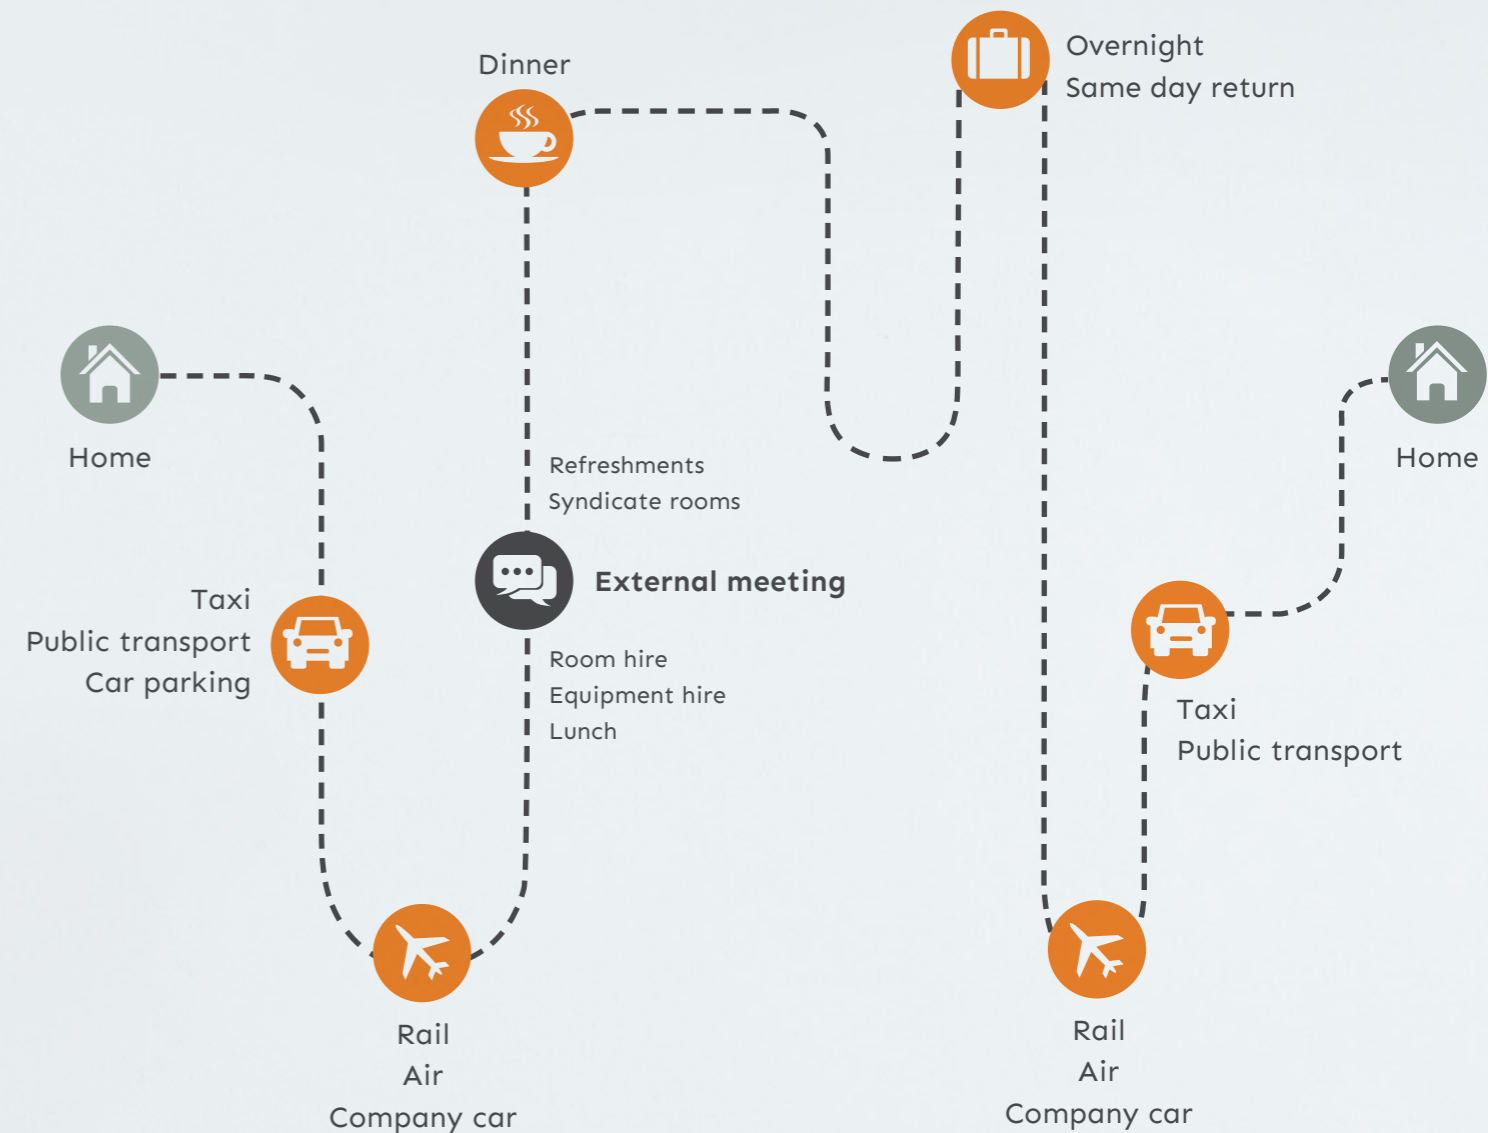 Home
Taxi
Public transport
Car parking
Rail
Air
Company car
Room hire
Equipment hire
Lunch
External meeting
Refreshments
Syndicate rooms
Dinner
Overnight
Same day return
Rail
Air
Company car
Taxi
Public transport
Home